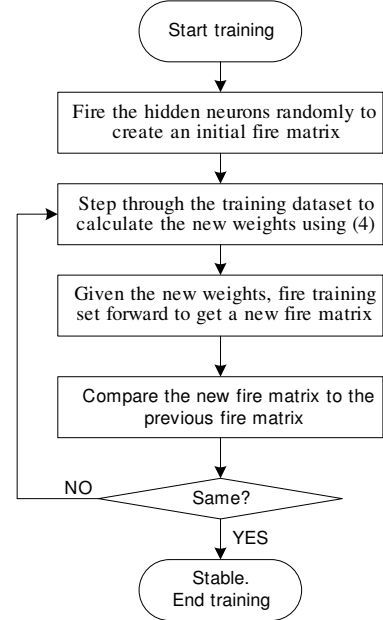 Start training
Fire the hidden neurons randomly to
create an initial fire matrix
Step through the training dataset to
calculate the new weights using (4)
Given the new weights, fire training
set forward to get a new fire matrix
Compare the new fire matrix to the
previous fire matrix
NO
Same?
YES
Stable.
End training